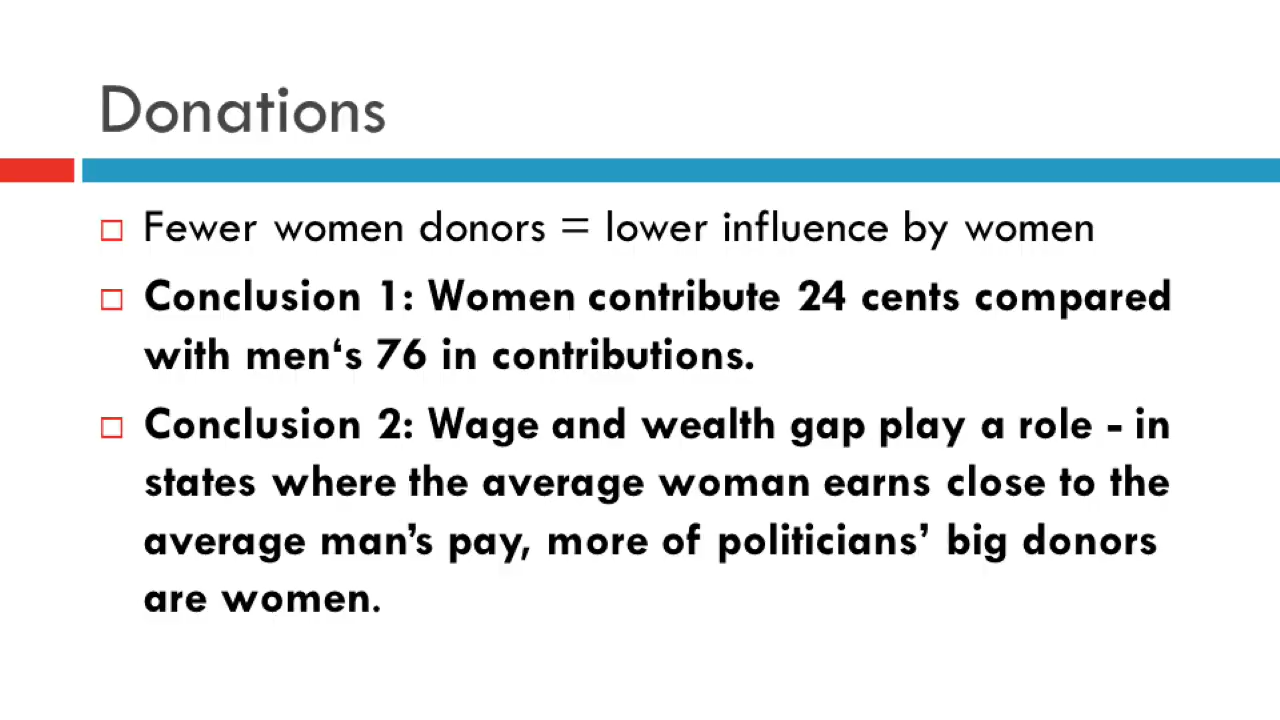 Donations
Fewer women donors = lower influence by women
Conclusion 1: Women contribute 24 cents compared
with men‘s 76 in contributions.
Conclusion 2: Wage and wealth gap play a role - in
states where the average woman earns close to the
average man’s pay, more of politicians’ big donors
are women.